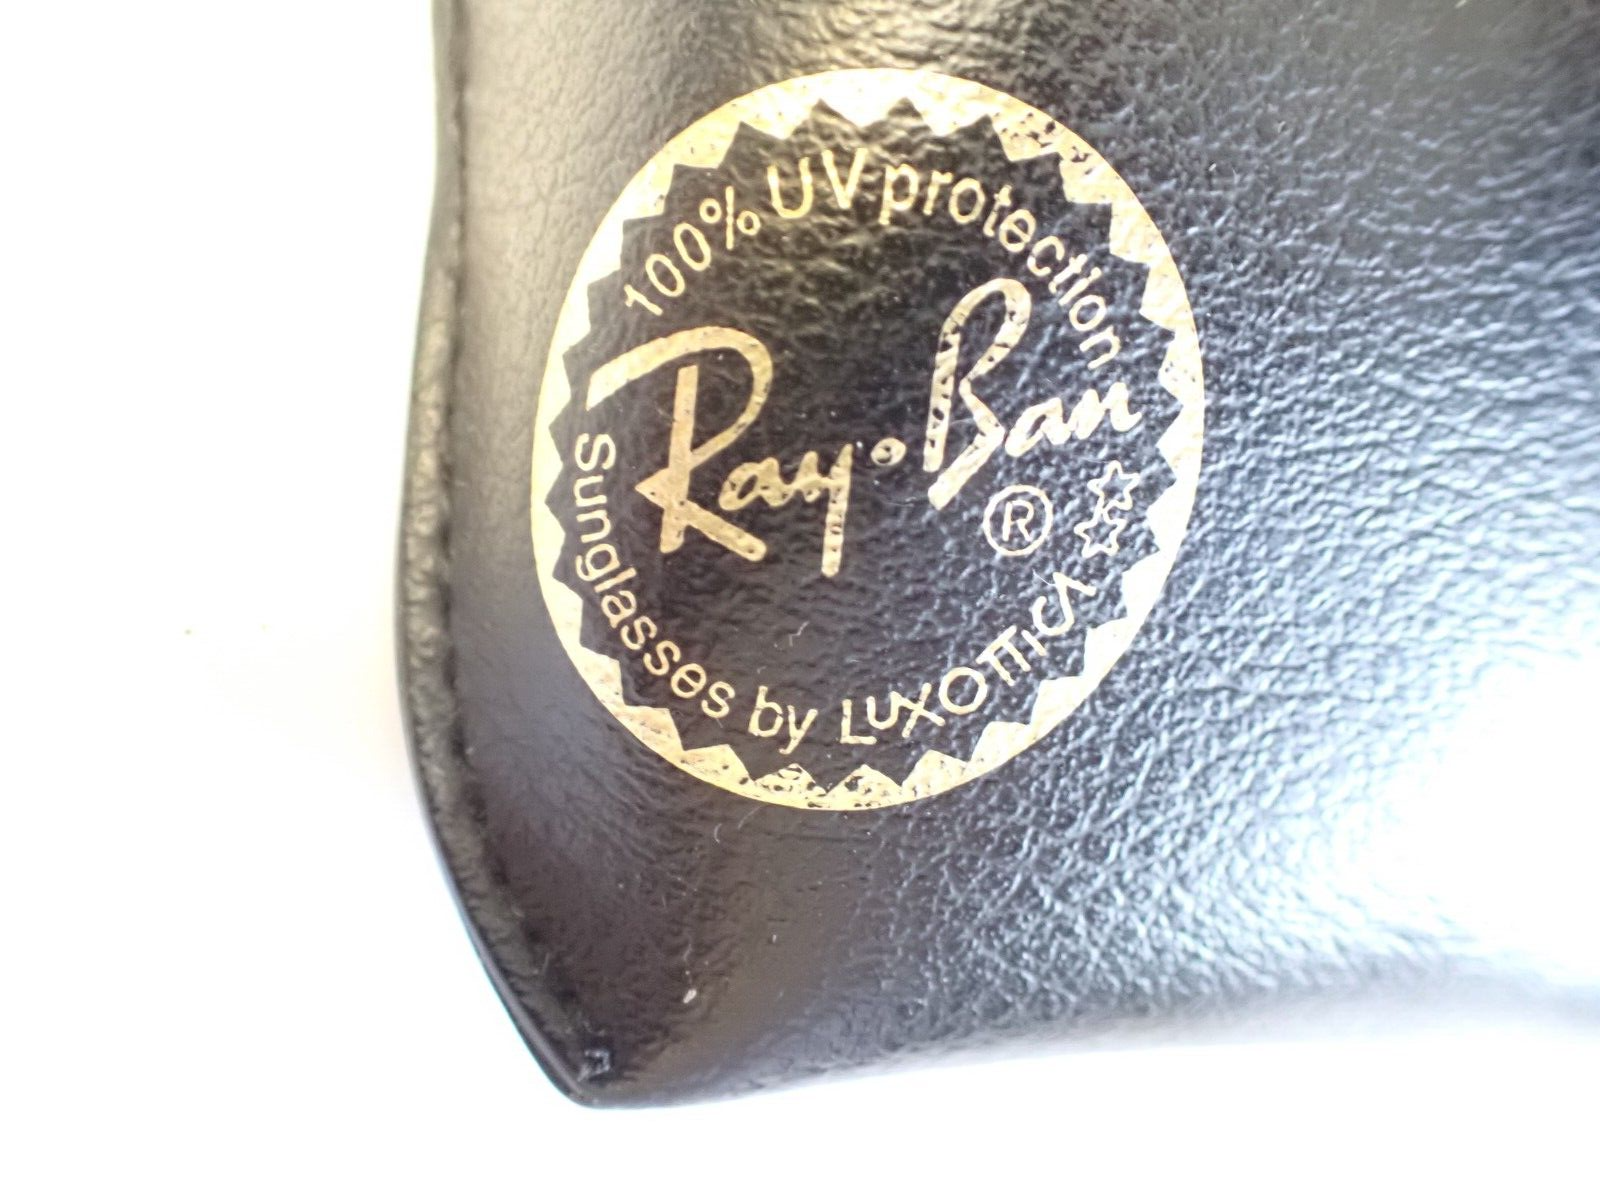 100% UV protection
Ray·Ban
®
Sunglasses by LUXOTTICA